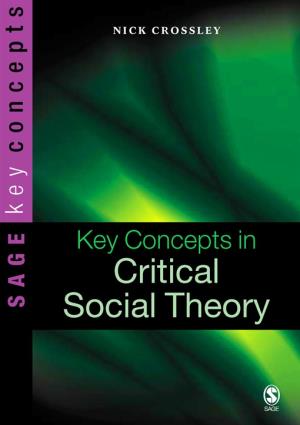 NICK CROSSLEY
SAGE key concepts
Key Concepts in
Critical
Social Theory
S
SAGE